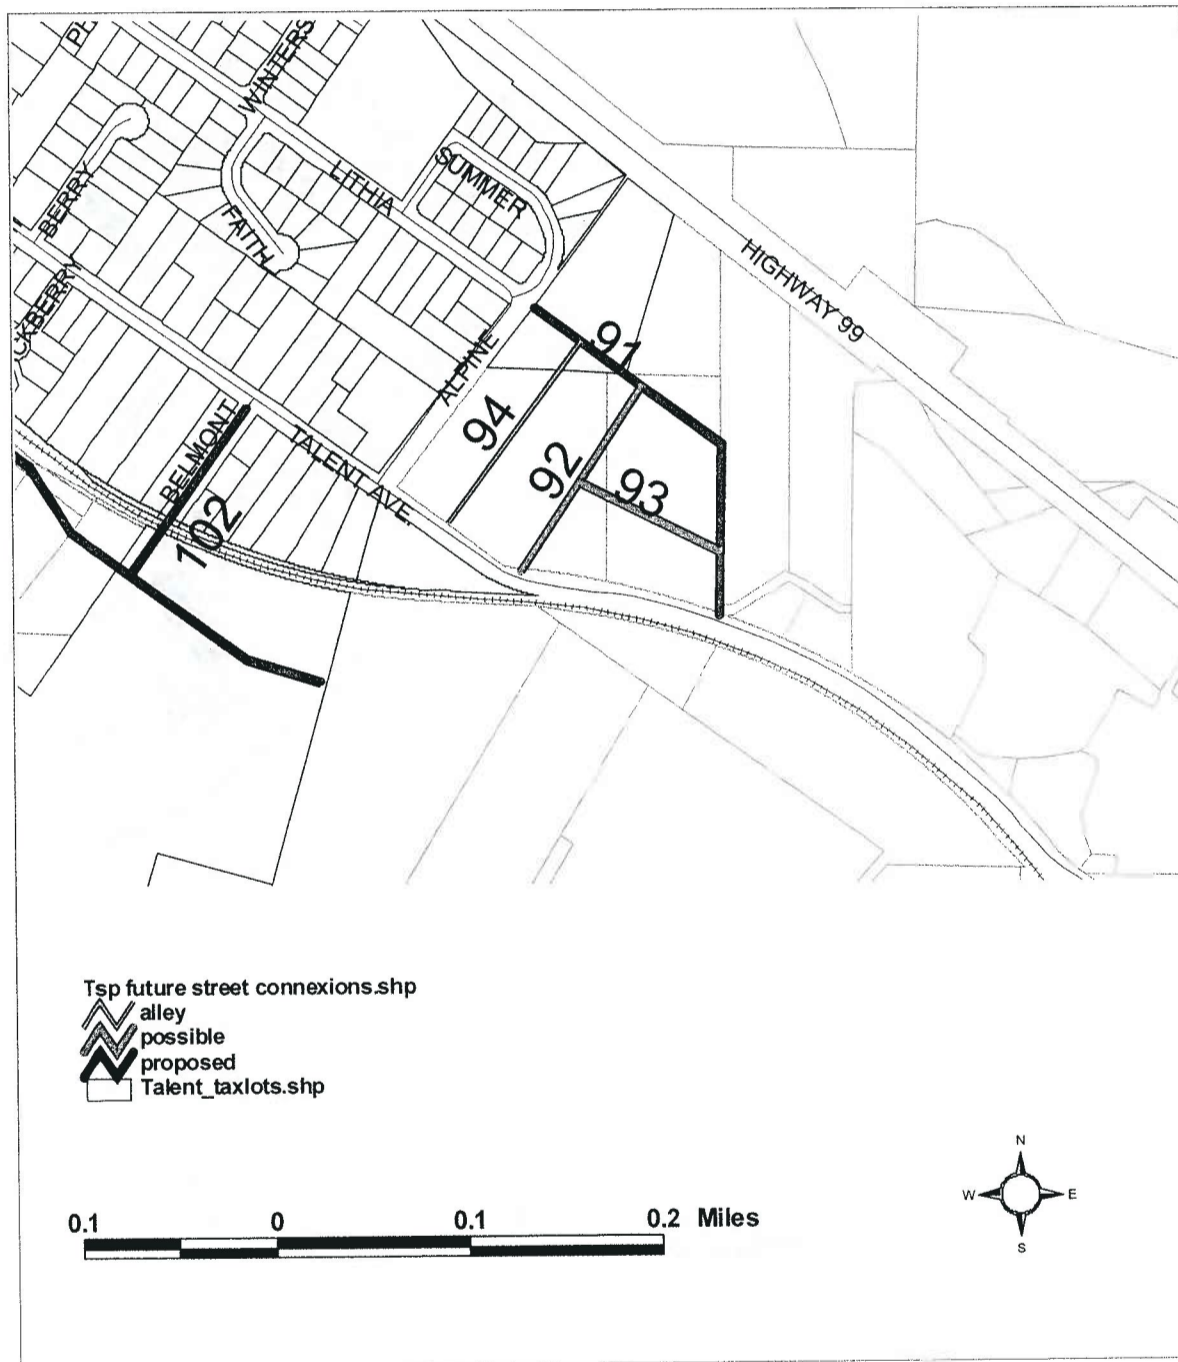 WINTERS
BERRY
LITHIA
SUMMER
FAITH
HIGHWAY 99
CKBERRY
ALPINE
91
94
BELMONT
TALENT AVE.
92
93
102
Tsp future street connexions.shp
alley
possible
proposed
Talent_taxlots.shp
0.1 0 0.1 0.2 Miles
N
W E
S